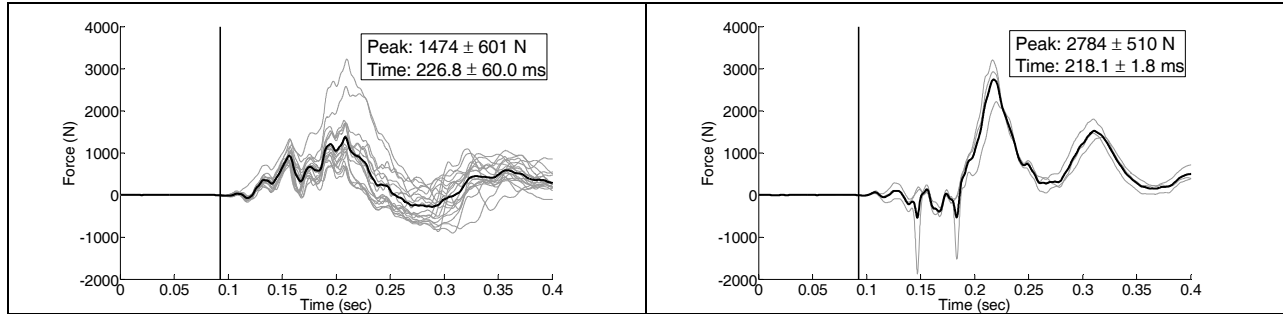 4000
3000
2000
1000
0
-1000
-2000
Force (N)
Peak: 1474 ± 601 N
Time: 226.8 ± 60.0 ms
0 0.05 0.1 0.15 0.2 0.25 0.3 0.35 0.4
Time (sec)
4000
3000
2000
1000
0
-1000
-2000
Force (N)
Peak: 2784 ± 510 N
Time: 218.1 ± 1.8 ms
0 0.05 0.1 0.15 0.2 0.25 0.3 0.35 0.4
Time (sec)